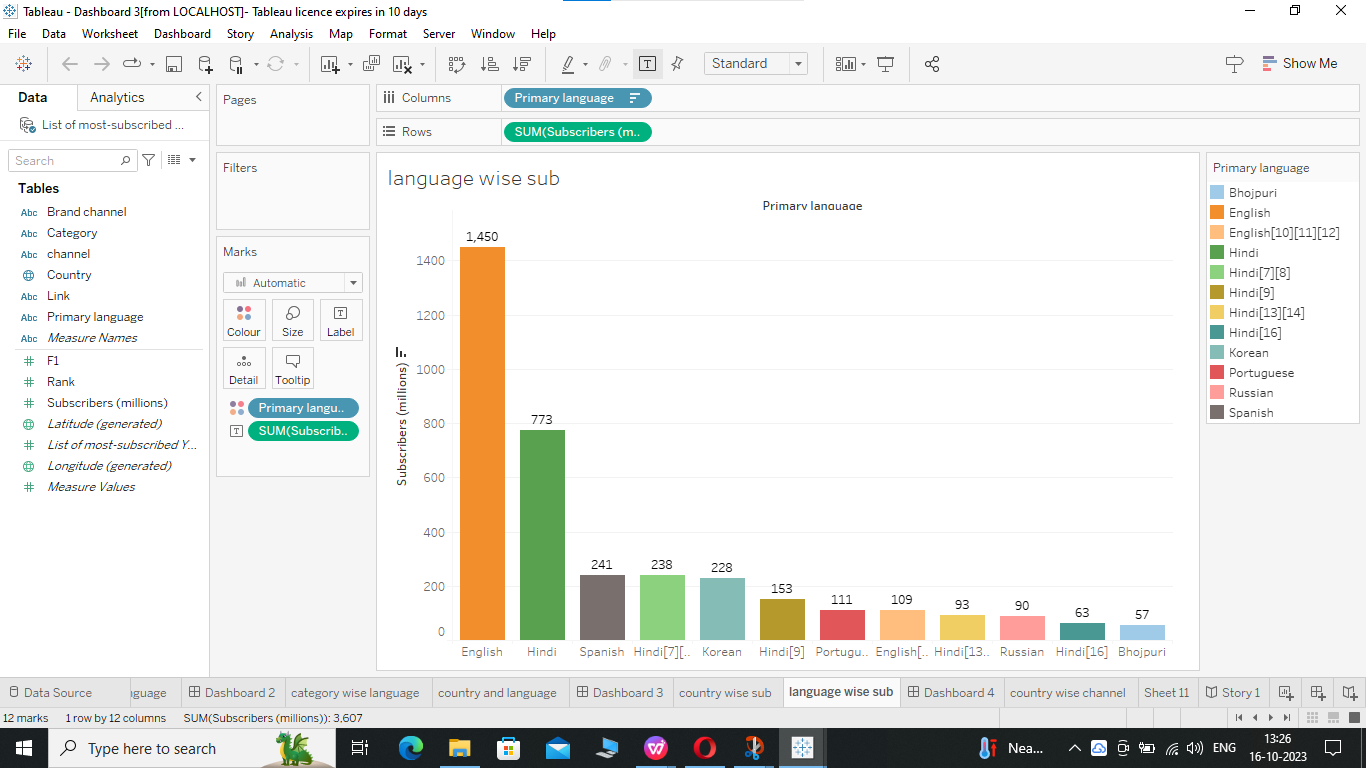 Tableau - Dashboard 3[from LOCALHOST]- Tableau licence expires in 10 days
File Data Worksheet Dashboard Story Analysis Map Format Server Window Help
Standard
Show Me
Data Analytics
List of most-subscribed ...
Search
Tables
Abc Brand channel
Abc Category
Abc channel
Country
Abc Link
Abc Primary language
Abc Measure Names
F1
Rank
Subscribers (millions)
Latitude (generated)
List of most-subscribed Y...
Longitude (generated)
Measure Values
Pages
Filters
Marks
Automatic
Colour Size Label
Detail Tooltip
Primary langu..
SUM(Subscrib..
Columns Primary language
Rows SUM(Subscribers (m..
language wise sub
Primary language
Subscribers (millions)
1400
1200
1000
800
600
400
200
0
1,450
773
241
238
228
153
111
109
93
90
63
57
English Hindi Spanish Hindi[7][.. Korean Hindi[9] Portugu.. English[.. Hindi[13.. Russian Hindi[16] Bhojpuri
Primary language
Bhojpuri
English
English[10][11][12]
Hindi
Hindi[7][8]
Hindi[9]
Hindi[13][14]
Hindi[16]
Korean
Portuguese
Russian
Spanish
Data Source nguage Dashboard 2 category wise language country and language Dashboard 3 country wise sub language wise sub Dashboard 4 country wise channel Sheet 11 Story 1
12 marks 1 row by 12 columns SUM(Subscribers (millions)): 3,607
Type here to search
Nea...
ENG
13:26
16-10-2023